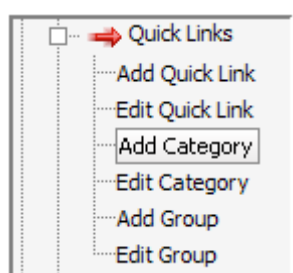 Quick Links
Add Quick Link
Edit Quick Link
Add Category
Edit Category
Add Group
Edit Group